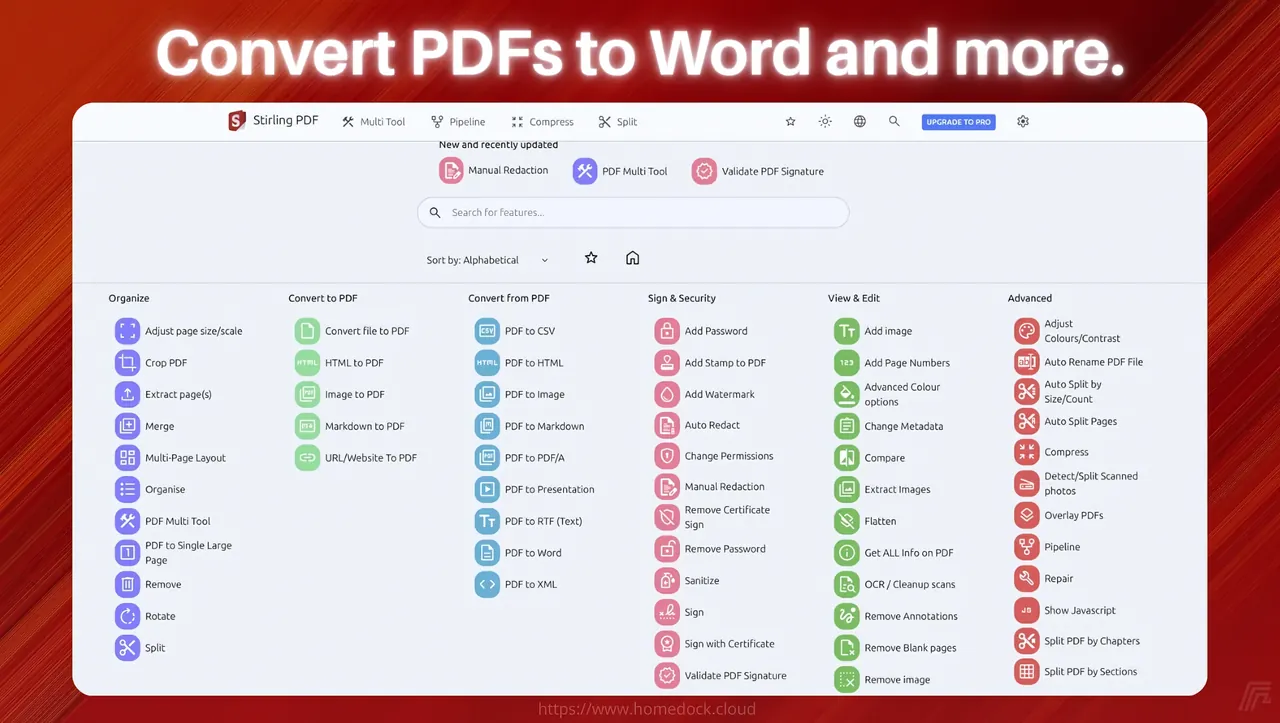 Convert PDFs to Word and more.
Stirling PDF
Multi Tool
Pipeline
Compress
Split
UPGRADE TO PRO
New and recently updated
Manual Redaction
PDF Multi Tool
Validate PDF Signature
Search for features...
Sort by: Alphabetical
Organize
Adjust page size/scale
Crop PDF
Extract page(s)
Merge
Multi-Page Layout
Organise
PDF Multi Tool
PDF to Single Large
Page
Remove
Rotate
Split
Convert to PDF
Convert file to PDF
HTML
HTML to PDF
Image to PDF
Markdown to PDF
URL/Website To PDF
Convert from PDF
CSV
PDF to CSV
HTML
PDF to HTML
PDF to Image
PDF to Markdown
PDF to PDF/A
PDF to Presentation
PDF to RTF (Text)
PDF to Word
PDF to XML
Sign & Security
Add Password
Add Stamp to PDF
Add Watermark
Auto Redact
Change Permissions
Manual Redaction
Remove Certificate
Sign
Remove Password
Sanitize
Sign
Sign with Certificate
Validate PDF Signature
View & Edit
Add image
123
Add Page Numbers
Advanced Colour
options
Change Metadata
Compare
Extract Images
Flatten
Get ALL Info on PDF
OCR / Cleanup scans
Remove Annotations
Remove Blank pages
Remove image
Advanced
Adjust
Colours/Contrast
Auto Rename PDF File
Auto Split by
Size/Count
Auto Split Pages
Compress
Detect/Split Scanned
photos
Overlay PDFs
Pipeline
Repair
JS
Show Javascript
Split PDF by Chapters
Split PDF by Sections
https://www.homedock.cloud